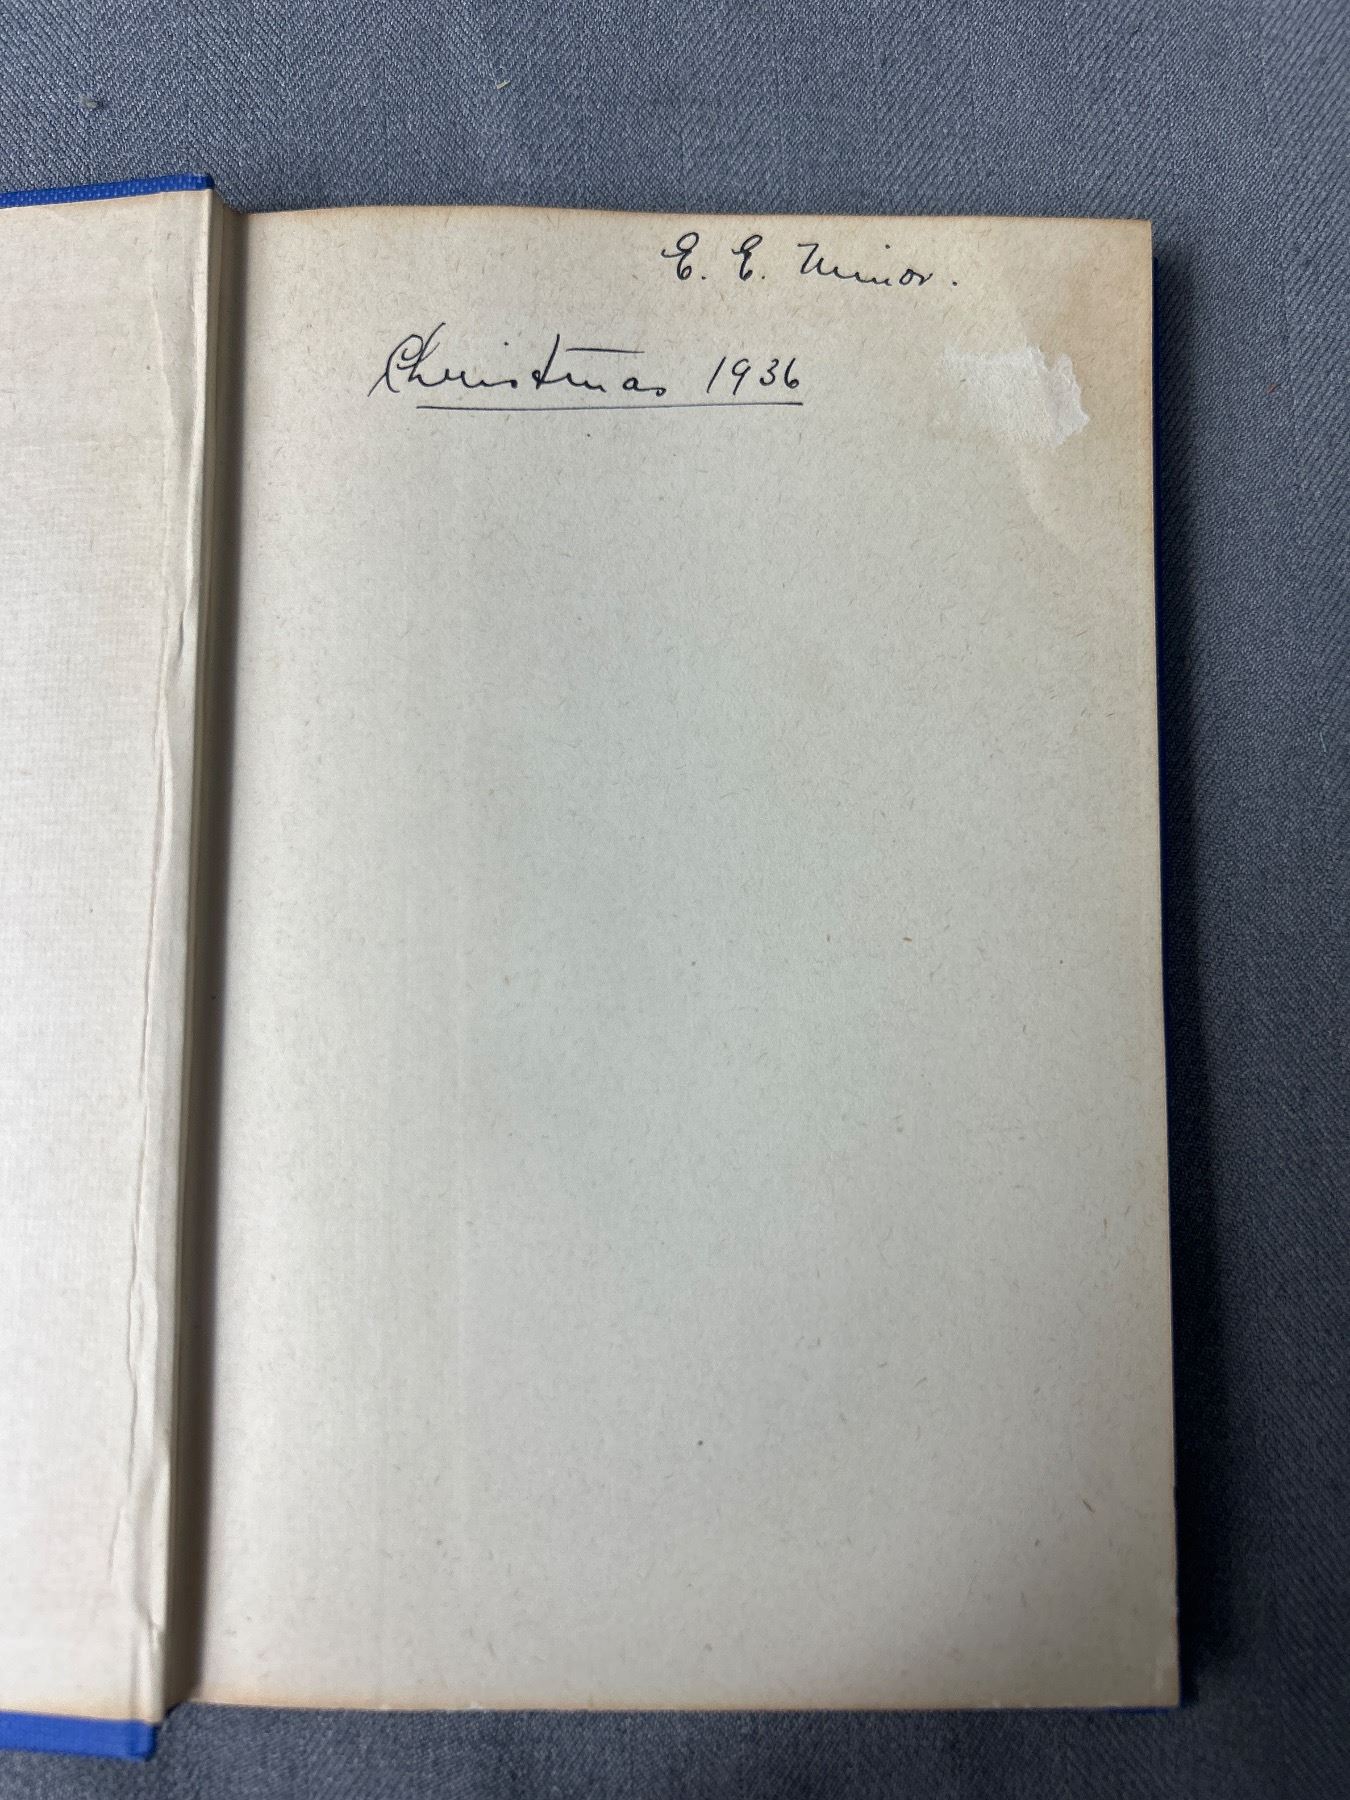 E. E. Minor.
Christmas 1936